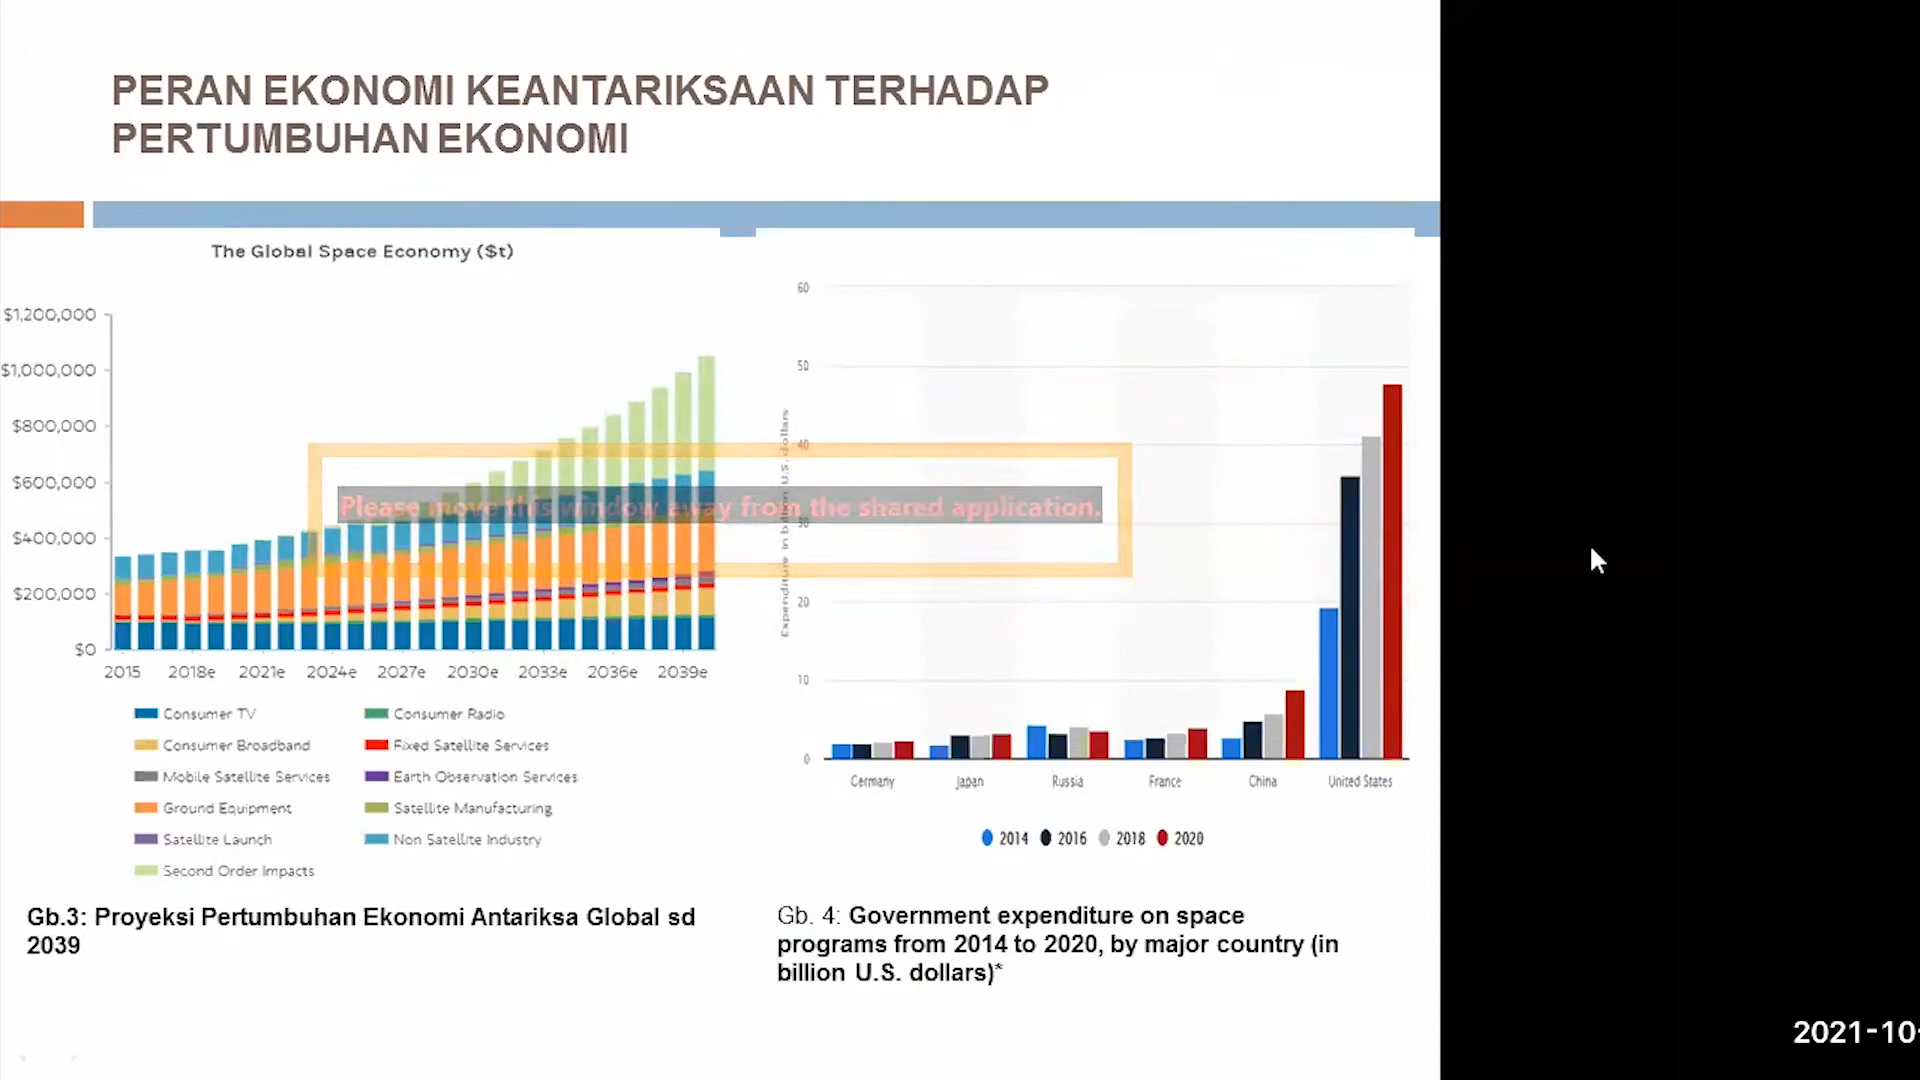 PERAN EKONOMI KEANTARIKSAAN TERHADAP
PERTUMBUHAN EKONOMI
The Global Space Economy ($t)
$1,200,000
$1,000,000
$800,000
$600,000
$400,000
$200,000
$0
2015 2018e 2021e 2024e 2027e 2030e 2033e 2036e 2039e
Consumer TV
Consumer Radio
Consumer Broadband
Fixed Satellite Services
Mobile Satellite Services
Earth Observation Services
Ground Equipment
Satellite Manufacturing
Satellite Launch
Non Satellite Industry
Second Order Impacts
Gb.3: Proyeksi Pertumbuhan Ekonomi Antariksa Global sd
2039
Please move this window away from the shared application.
Expenditure in billion U.S. dollars
60
50
40
30
20
10
0
Germany Japan Russia France China United States
2014 2016 2018 2020
Gb. 4: Government expenditure on space
programs from 2014 to 2020, by major country (in
billion U.S. dollars)*
2021-10-